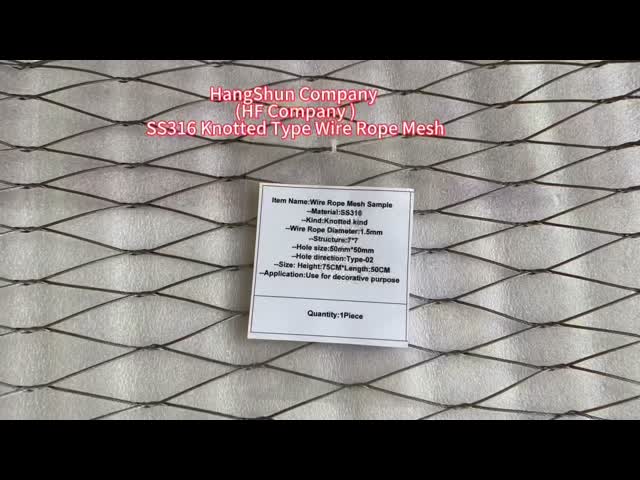 HangShun Company
(HF Company )
SS316 Knotted Type Wire Rope Mesh
Item Name:Wire Rope Mesh Sample
--Material:SS316
--Kind:Knotted kind
--Wire Rope Diameter:1.5mm
--Structure:7*7
--Hole size:50mm*50mm
--Hole direction:Type-02
--Size: Height:75CM*Length:50CM
--Application:Use for decorative purpose
Quantity:1Piece